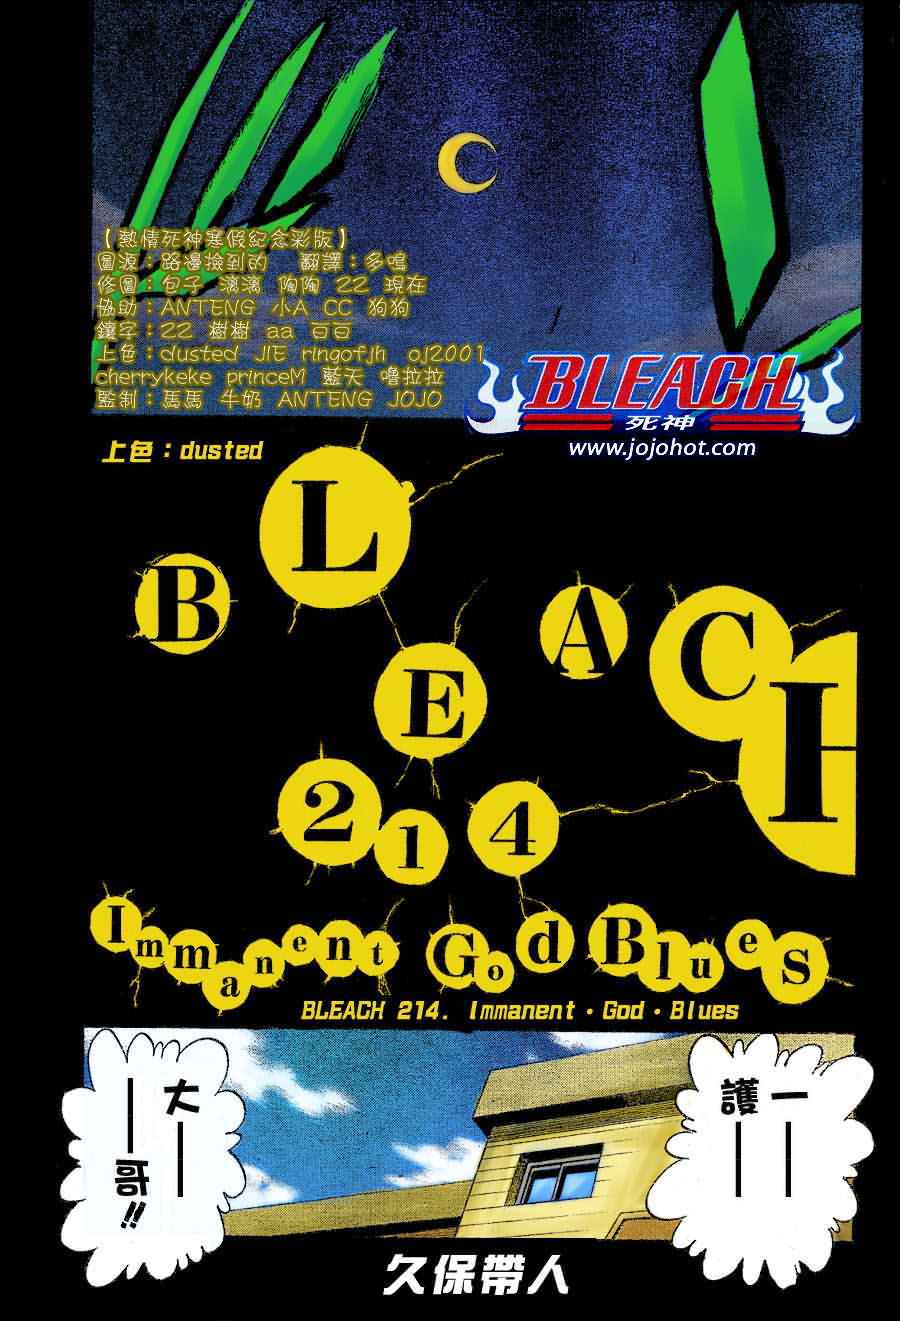 【熱情死神寒假紀念彩版】
圖源：路邊撿到的 翻譯：多鳴
修圖：包子 漓漓 陶陶 22 現在
協助：ANTENG 小A CC 狗狗
鑲字：22 樹樹 aa 豆豆
上色：dusted JIE ringofjh oj2001
cherrykeke princeM 藍天 嚕拉拉
監制：馬馬 牛奶 ANTENG JOJO
BLEACH
死神
www.jojohot.com
上色：dusted
BLEACH
214
Immanent God Blues
BLEACH 214. Immanent·God·Blues
一——
護——
大——
——哥!!
久保帶人